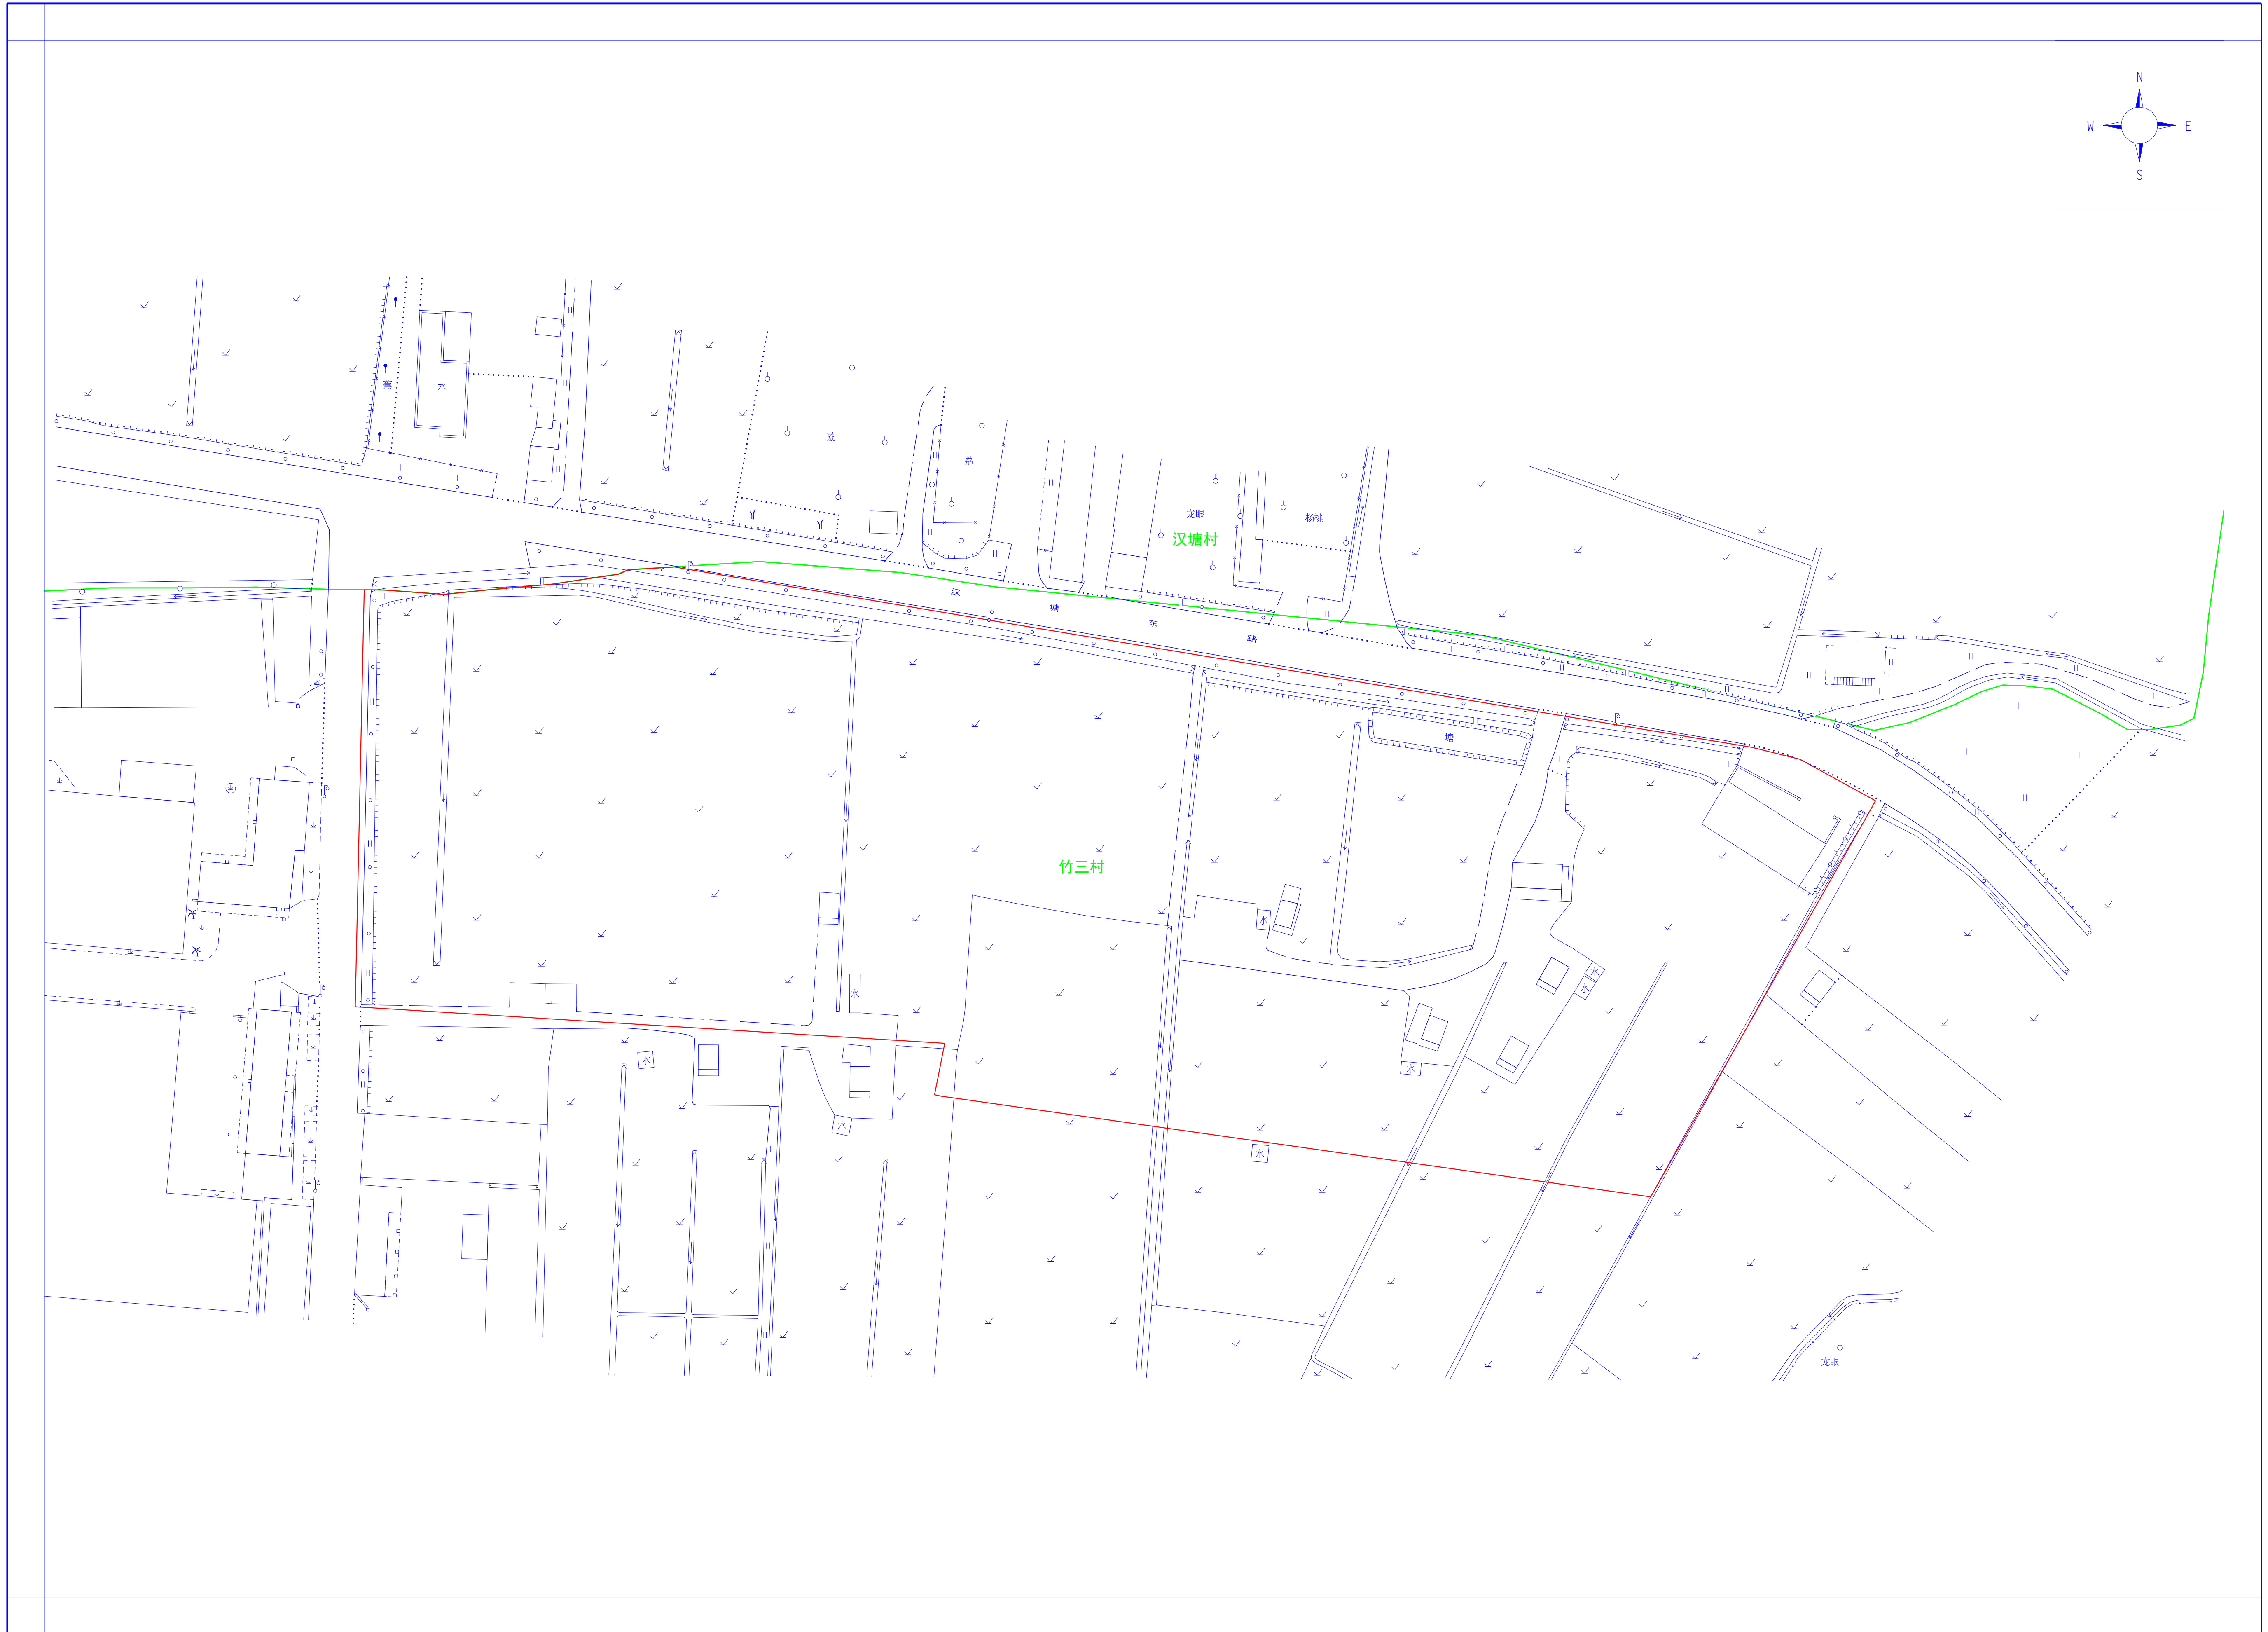 N
W E
S
蕉
水
荔
荔
龙眼
杨桃
汉塘村
汉
塘
东
路
塘
竹三村
水
水
水
水
水
水
水
水
龙眼